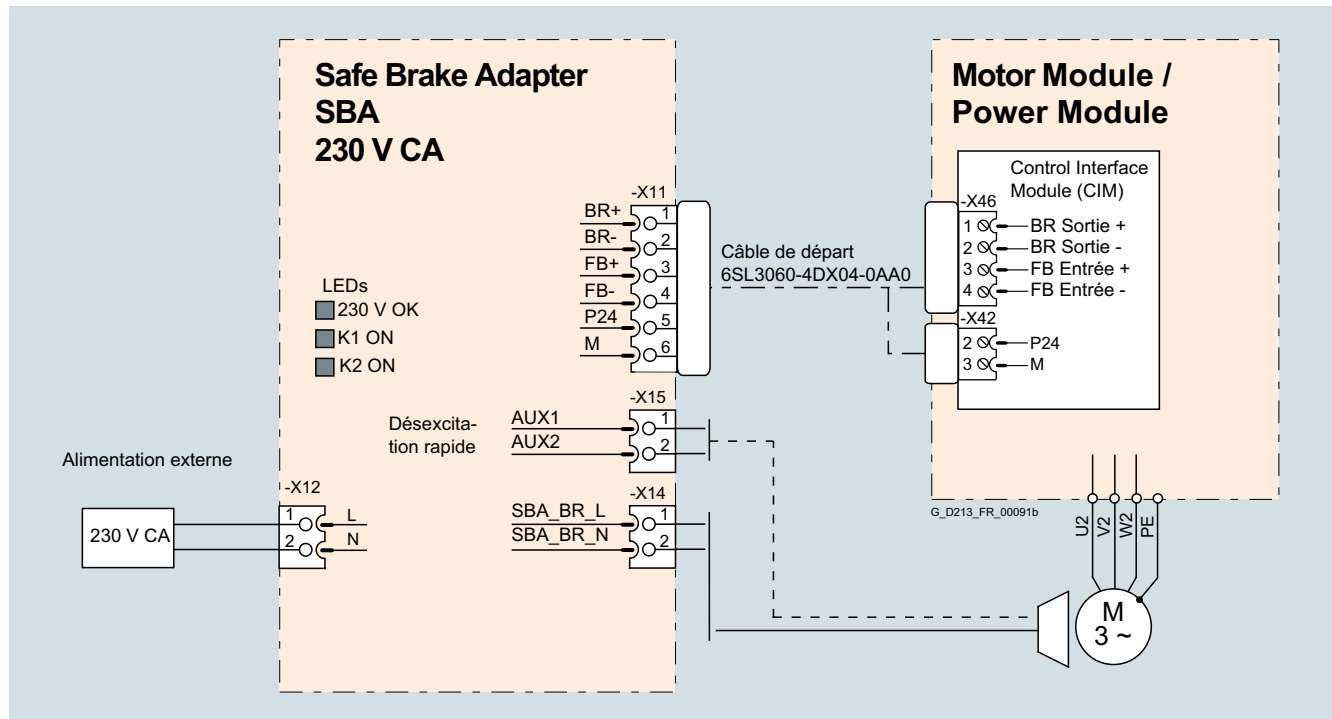 Safe Brake Adapter
SBA
230 V CA
Motor Module /
Power Module
Control Interface
Module (CIM)
-X11
BR+ 1
BR- 2
FB+ 3
FB- 4
P24 5
M 6
-X46
1 BR Sortie +
2 BR Sortie -
3 FB Entrée +
4 FB Entrée -
-X42
2 P24
3 M
Câble de départ
6SL3060-4DX04-0AA0
LEDs
230 V OK
K1 ON
K2 ON
-X15
Désexcita-
tion rapide
AUX1 1
AUX2 2
Alimentation externe
230 V CA
-X12
1 L
2 N
-X14
SBA_BR_L 1
SBA_BR_N 2
G_D213_FR_00091b
U2
V2
W2
PE
M
3 ~